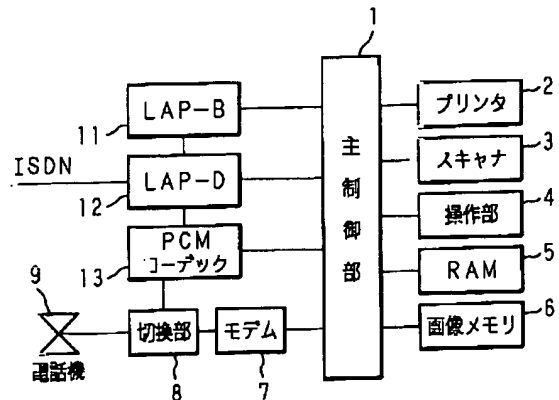 1
LAP-B
11
ISDN
LAP-D
12
PCM
コーデック
13
9
電話機
切換部
8
モデム
7
主制御部
プリンタ
2
スキャナ
3
操作部
4
RAM
5
画像メモリ
6